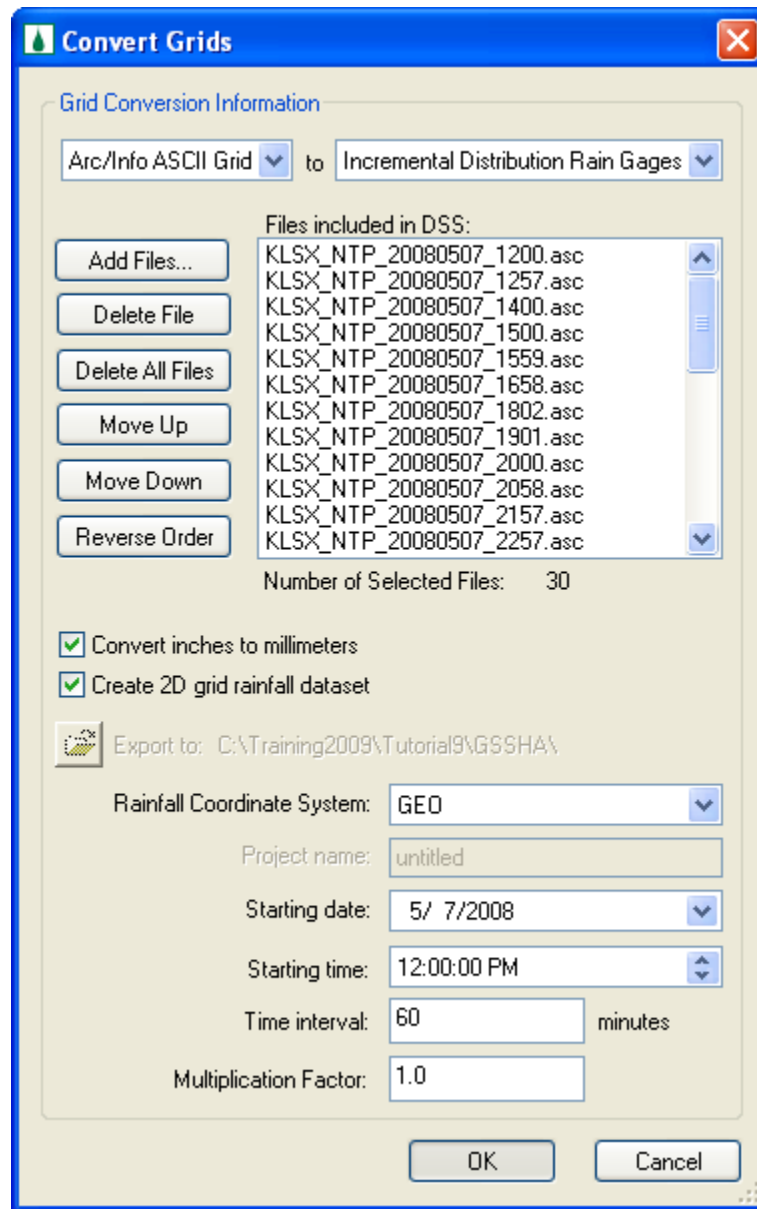 Convert Grids
Grid Conversion Information
Arc/Info ASCII Grid to Incremental Distribution Rain Gages
Files included in DSS:
Add Files...
Delete File
Delete All Files
Move Up
Move Down
Reverse Order
KLSX_NTP_20080507_1200.asc
KLSX_NTP_20080507_1257.asc
KLSX_NTP_20080507_1400.asc
KLSX_NTP_20080507_1500.asc
KLSX_NTP_20080507_1559.asc
KLSX_NTP_20080507_1658.asc
KLSX_NTP_20080507_1802.asc
KLSX_NTP_20080507_1901.asc
KLSX_NTP_20080507_2000.asc
KLSX_NTP_20080507_2058.asc
KLSX_NTP_20080507_2157.asc
KLSX_NTP_20080507_2257.asc
Number of Selected Files: 30
Convert inches to millimeters
Create 2D grid rainfall dataset
Export to: C:\Training2009\Tutorial9\GSSHA\
Rainfall Coordinate System: GEO
Project name: untitled
Starting date: 5/ 7/2008
Starting time: 12:00:00 PM
Time interval: 60 minutes
Multiplication Factor: 1.0
OK Cancel